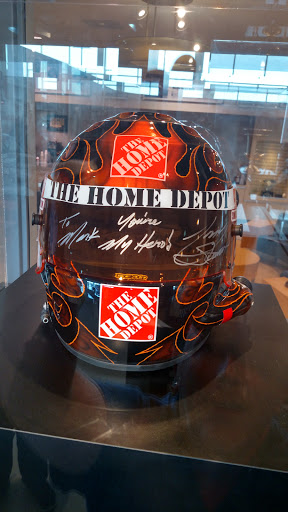 THE
HOME
DEPOT
THE HOME DEPOT
To Mark You're My Hero!
THE
HOME
DEPOT